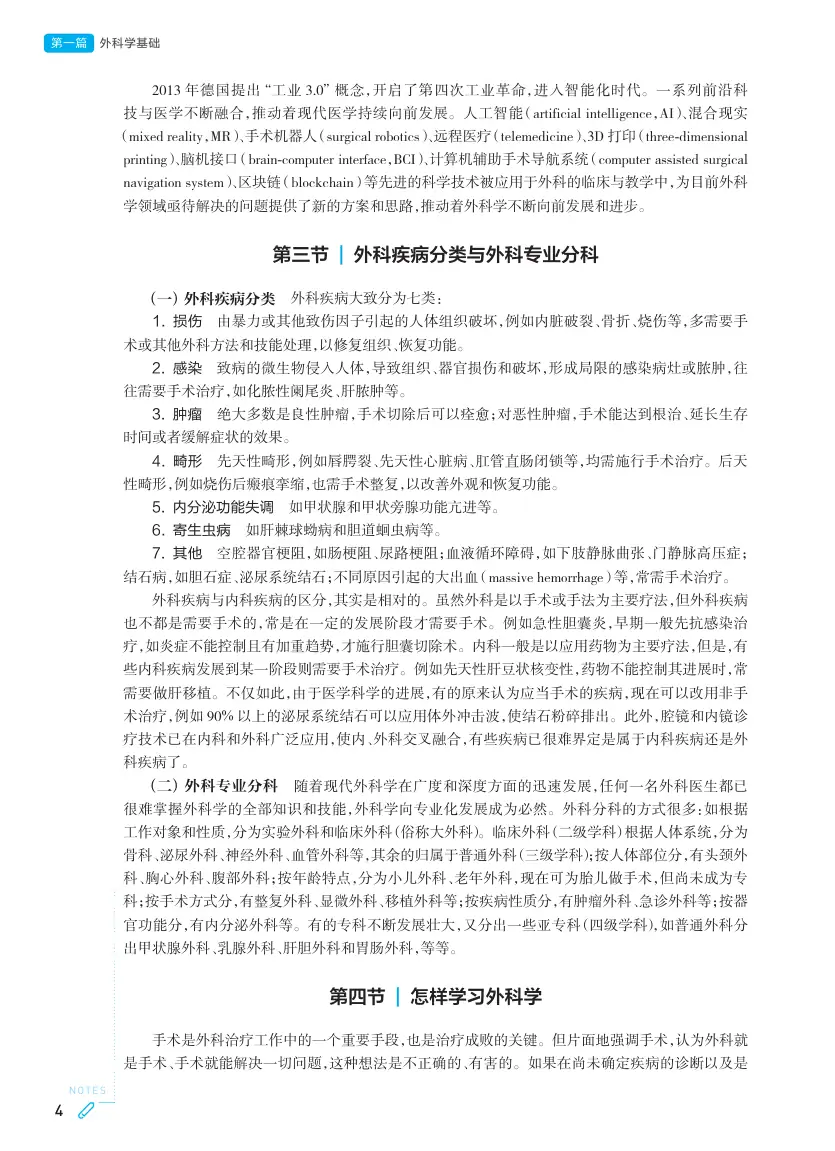 第一篇 外科学基础
2013 年德国提出“工业 3.0”概念,开启了第四次工业革命,进入智能化时代。一系列前沿科
技与医学不断融合,推动着现代医学持续向前发展。人工智能(artificial intelligence,AI)、混合现实
(mixed reality,MR)、手术机器人(surgical robotics)、远程医疗(telemedicine)、3D 打印(three-dimensional
printing)、脑机接口(brain-computer interface,BCI)、计算机辅助手术导航系统(computer assisted surgical
navigation system)、区块链(blockchain)等先进的科学技术被应用于外科的临床与教学中,为目前外科
学领域亟待解决的问题提供了新的方案和思路,推动着外科学不断向前发展和进步。
第三节 | 外科疾病分类与外科专业分科
(一) 外科疾病分类 外科疾病大致分为七类:
1. 损伤 由暴力或其他致伤因子引起的人体组织破坏,例如内脏破裂、骨折、烧伤等,多需要手
术或其他外科方法和技能处理,以修复组织、恢复功能。
2. 感染 致病的微生物侵入人体,导致组织、器官损伤和破坏,形成局限的感染病灶或脓肿,往
往需要手术治疗,如化脓性阑尾炎、肝脓肿等。
3. 肿瘤 绝大多数是良性肿瘤,手术切除后可以痊愈;对恶性肿瘤,手术能达到根治、延长生存
时间或者缓解症状的效果。
4. 畸形 先天性畸形,例如唇腭裂、先天性心脏病、肛管直肠闭锁等,均需施行手术治疗。后天
性畸形,例如烧伤后瘢痕挛缩,也需手术整复,以改善外观和恢复功能。
5. 内分泌功能失调 如甲状腺和甲状旁腺功能亢进等。
6. 寄生虫病 如肝棘球蚴病和胆道蛔虫病等。
7. 其他 空腔器官梗阻,如肠梗阻、尿路梗阻;血液循环障碍,如下肢静脉曲张、门静脉高压症;
结石病,如胆石症、泌尿系统结石;不同原因引起的大出血(massive hemorrhage)等,常需手术治疗。
外科疾病与内科疾病的区分,其实是相对的。虽然外科是以手术或手法为主要疗法,但外科疾病
也不都是需要手术的,常是在一定的发展阶段才需要手术。例如急性胆囊炎,早期一般先抗感染治
疗,如炎症不能控制且有加重趋势,才施行胆囊切除术。内科一般是以应用药物为主要疗法,但是,有
些内科疾病发展到某一阶段则需要手术治疗。例如先天性肝豆状核变性,药物不能控制其进展时,常
需要做肝移植。不仅如此,由于医学科学的进展,有的原来认为应当手术的疾病,现在可以改用非手
术治疗,例如 90% 以上的泌尿系统结石可以应用体外冲击波,使结石粉碎排出。此外,腔镜和内镜诊
疗技术已在内科和外科广泛应用,使内、外科交叉融合,有些疾病已很难界定是属于内科疾病还是外
科疾病了。
(二) 外科专业分科 随着现代外科学在广度和深度方面的迅速发展,任何一名外科医生都已
很难掌握外科学的全部知识和技能,外科学向专业化发展成为必然。外科分科的方式很多:如根据
工作对象和性质,分为实验外科和临床外科(俗称大外科)。临床外科(二级学科)根据人体系统,分为
骨科、泌尿外科、神经外科、血管外科等,其余的归属于普通外科(三级学科);按人体部位分,有头颈外
科、胸心外科、腹部外科;按年龄特点,分为小儿外科、老年外科,现在可为胎儿做手术,但尚未成为专
科;按手术方式分,有整复外科、显微外科、移植外科等;按疾病性质分,有肿瘤外科、急诊外科等;按器
官功能分,有内分泌外科等。有的专科不断发展壮大,又分出一些亚专科(四级学科),如普通外科分
出甲状腺外科、乳腺外科、肝胆外科和胃肠外科,等等。
第四节 | 怎样学习外科学
手术是外科治疗工作中的一个重要手段,也是治疗成败的关键。但片面地强调手术,认为外科就
是手术、手术就能解决一切问题,这种想法是不正确的、有害的。如果在尚未确定疾病的诊断以及是
NOTES
4